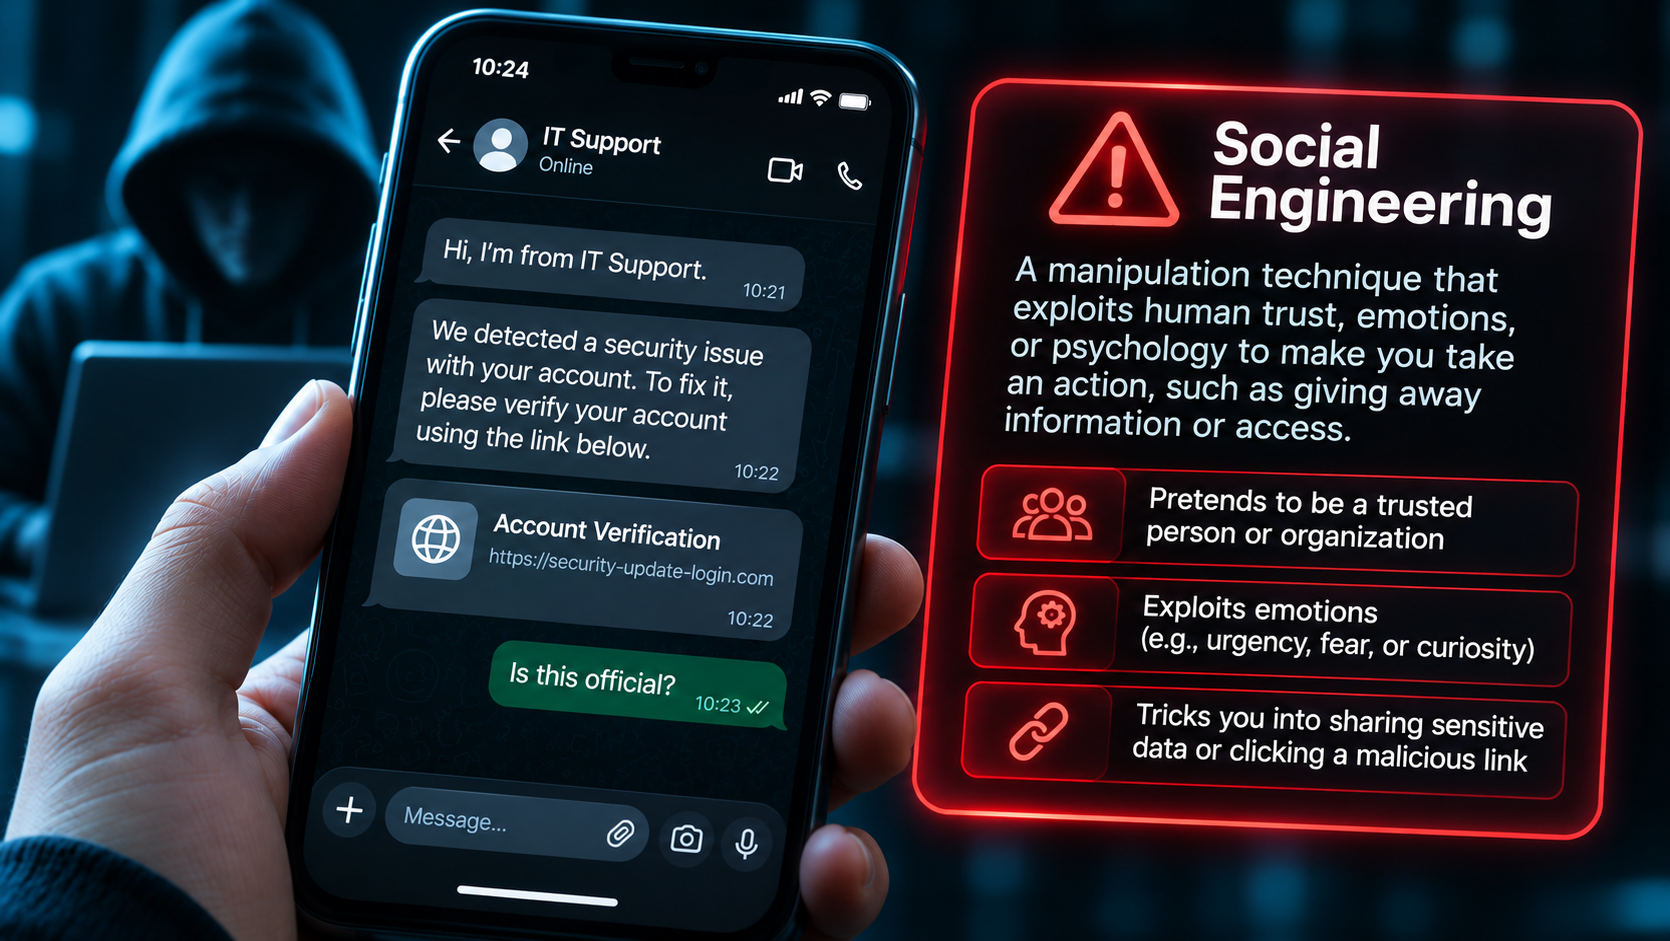 10:24
IT Support
Online
Hi, I'm from IT Support.
10:21
We detected a security issue
with your account. To fix it,
please verify your account
using the link below.
10:22
Account Verification
https://security-update-login.com
10:22
Is this official?
10:23
Message...
Social
Engineering
A manipulation technique that
exploits human trust, emotions,
or psychology to make you take
an action, such as giving away
information or access.
Pretends to be a trusted
person or organization
Exploits emotions
(e.g., urgency, fear, or curiosity)
Tricks you into sharing sensitive
data or clicking a malicious link